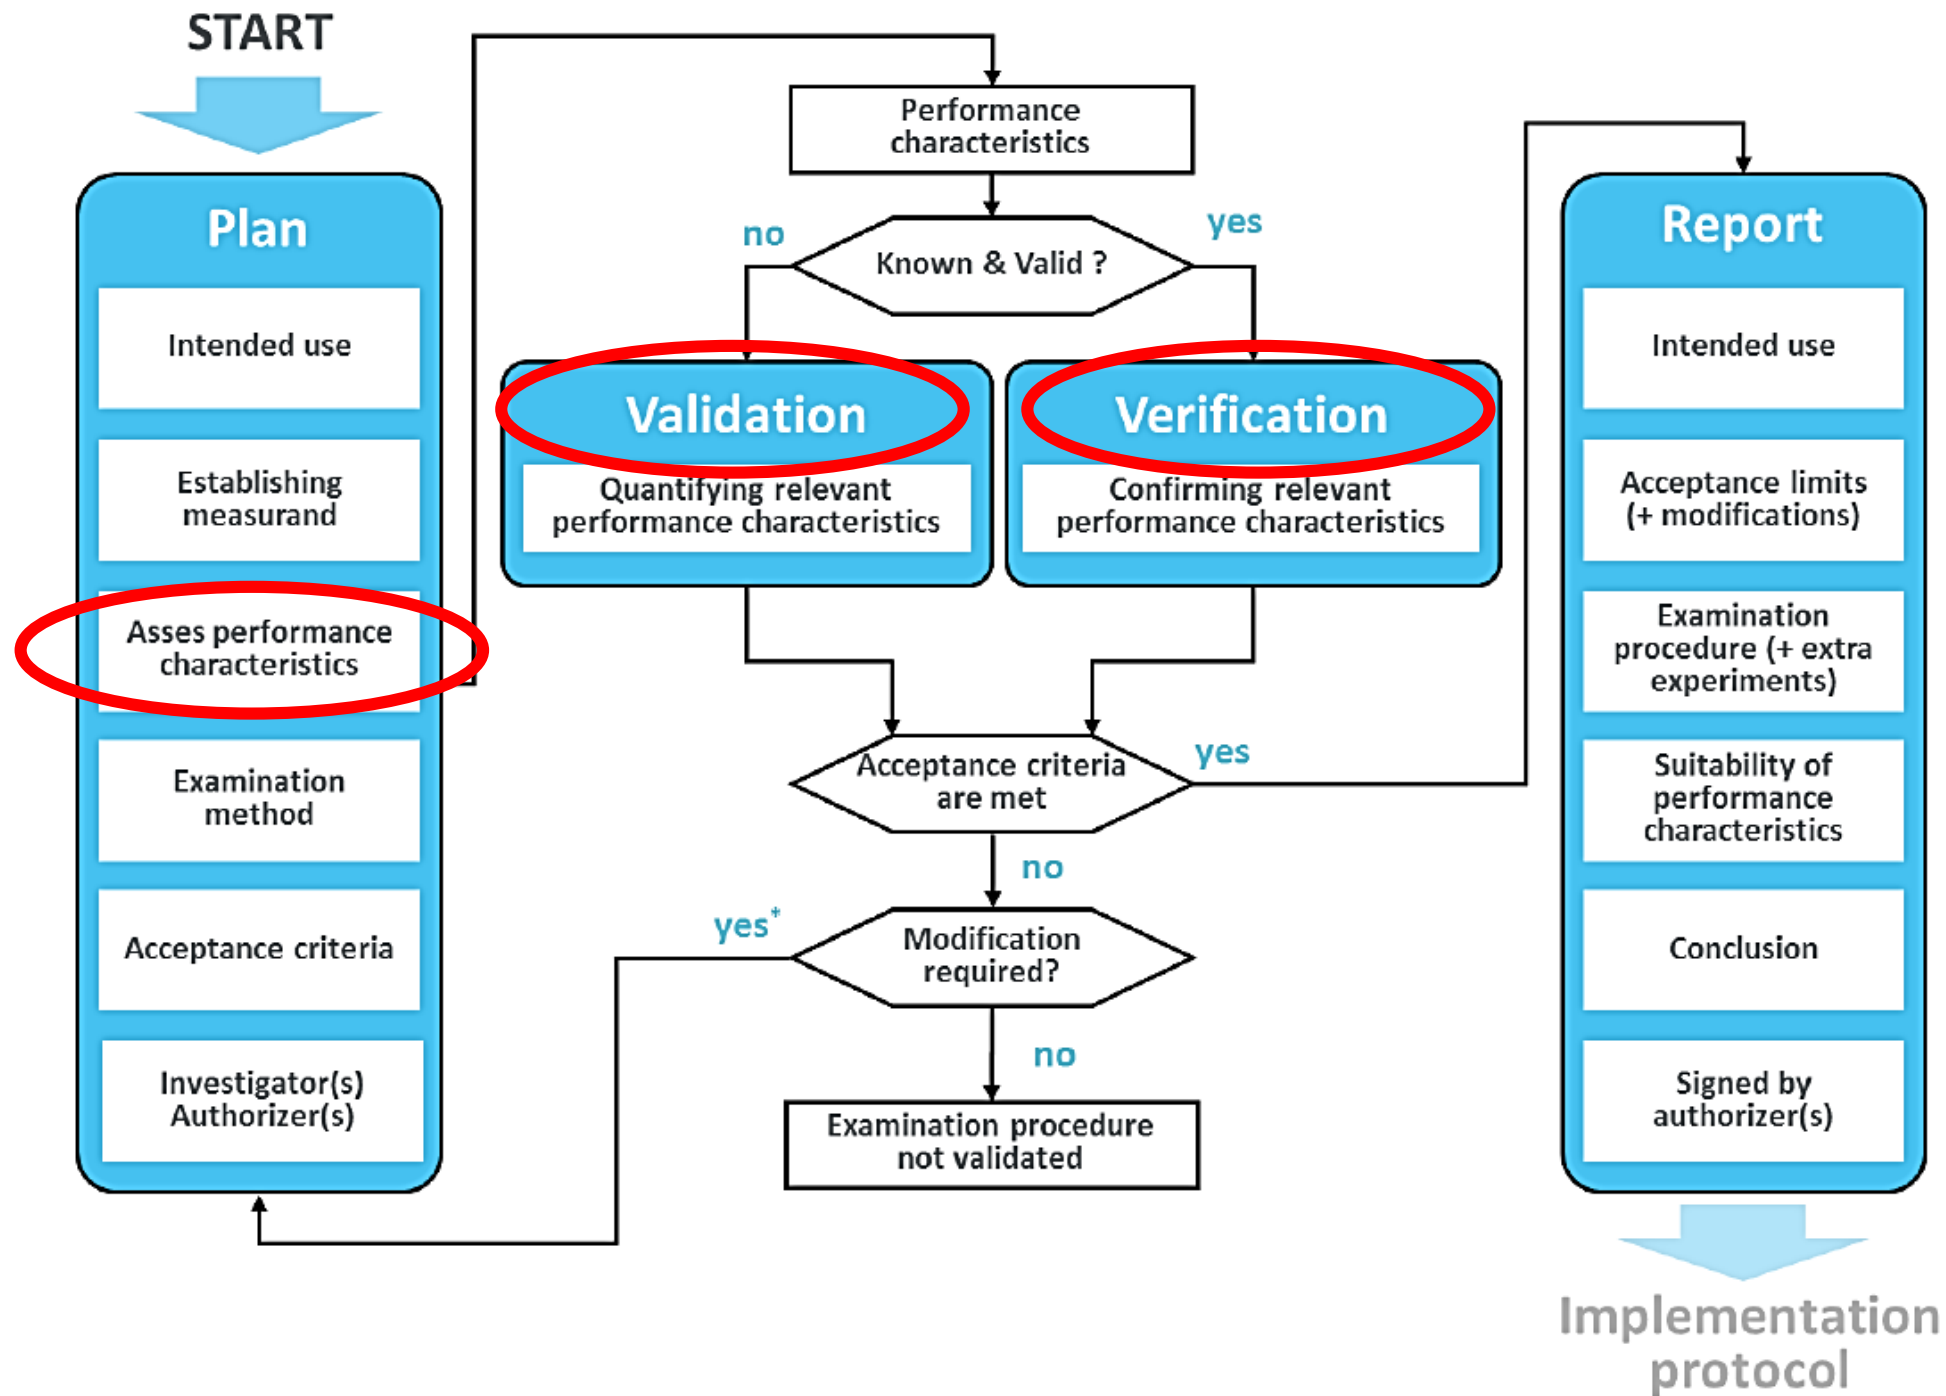 START
Plan
Intended use
Establishing
measurand
Asses performance
characteristics
Examination
method
Acceptance criteria
Investigator(s)
Authorizer(s)
Performance
characteristics
Known & Valid ?
no
yes
Validation
Quantifying relevant
performance characteristics
Verification
Confirming relevant
performance characteristics
Acceptance criteria
are met
yes
no
Modification
required?
yes*
no
Examination procedure
not validated
Report
Intended use
Acceptance limits
(+ modifications)
Examination
procedure (+ extra
experiments)
Suitability of
performance
characteristics
Conclusion
Signed by
authorizer(s)
Implementation
protocol